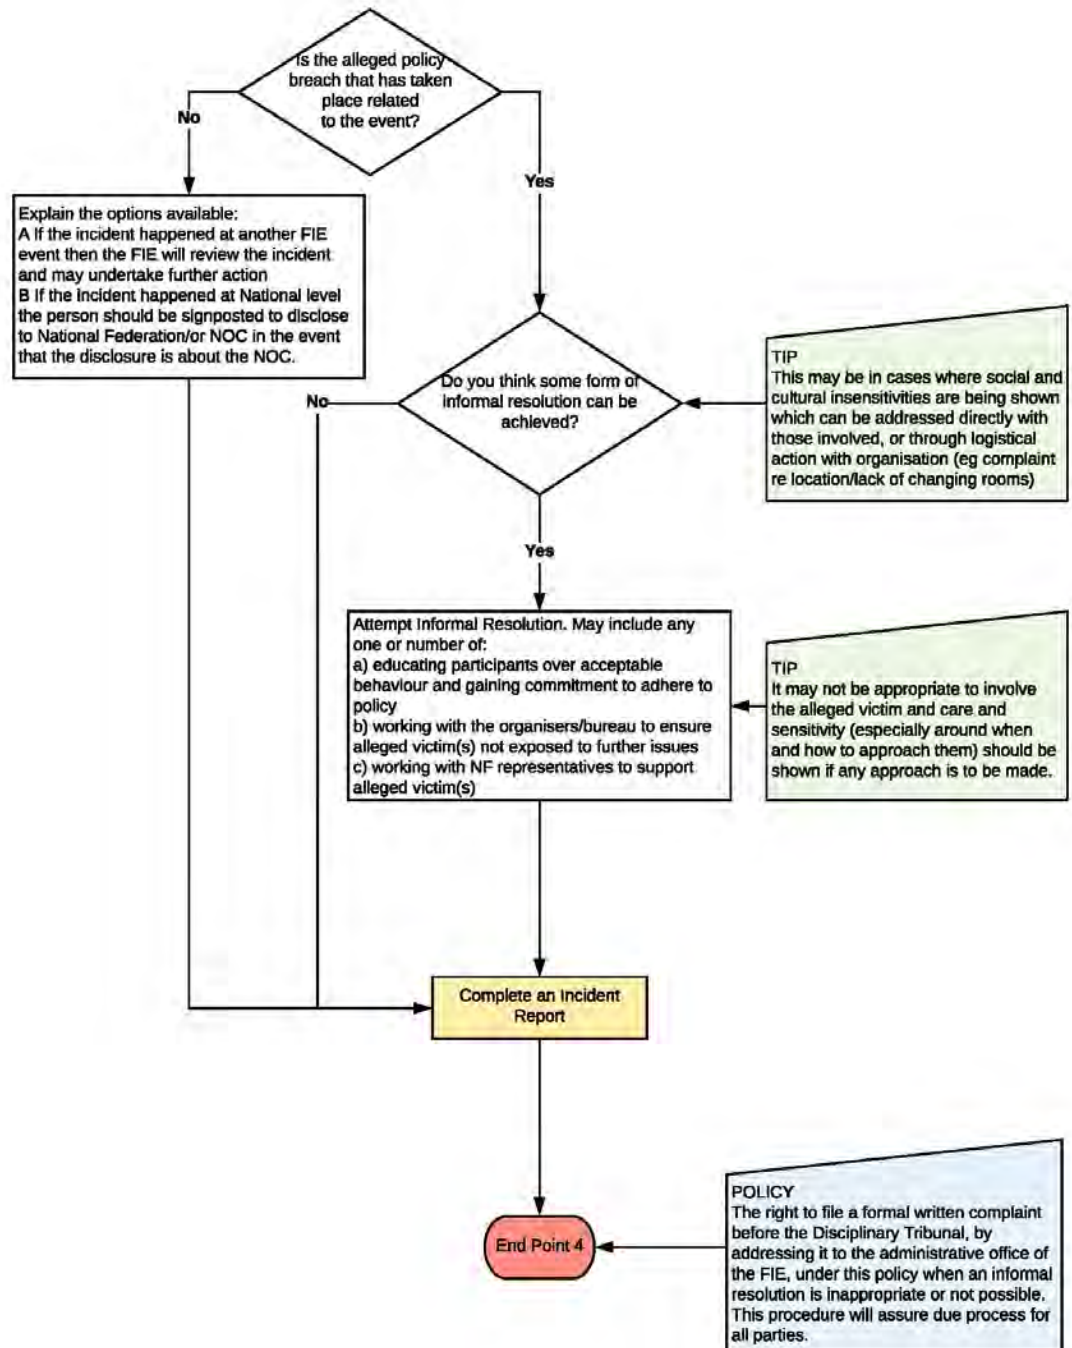 Is the alleged policy
breach that has taken
place related
to the event?
No
Yes
Explain the options available:
A If the incident happened at another FIE
event then the FIE will review the incident
and may undertake further action
B If the incident happened at National level
the person should be signposted to disclose
to National Federation/or NOC in the event
that the disclosure is about the NOC.
Do you think some form of
informal resolution can be
achieved?
No
TIP
This may be in cases where social and
cultural insensitivities are being shown
which can be addressed directly with
those involved, or through logistical
action with organisation (eg complaint
re location/lack of changing rooms)
Yes
Attempt Informal Resolution. May include any
one or number of:
a) educating participants over acceptable
behaviour and gaining commitment to adhere to
policy
b) working with the organisers/bureau to ensure
alleged victim(s) not exposed to further issues
c) working with NF representatives to support
alleged victim(s)
TIP
It may not be appropriate to involve
the alleged victim and care and
sensitivity (especially around when
and how to approach them) should be
shown if any approach is to be made.
Complete an Incident
Report
End Point 4
POLICY
The right to file a formal written complaint
before the Disciplinary Tribunal, by
addressing it to the administrative office of
the FIE, under this policy when an informal
resolution is inappropriate or not possible.
This procedure will assure due process for
all parties.